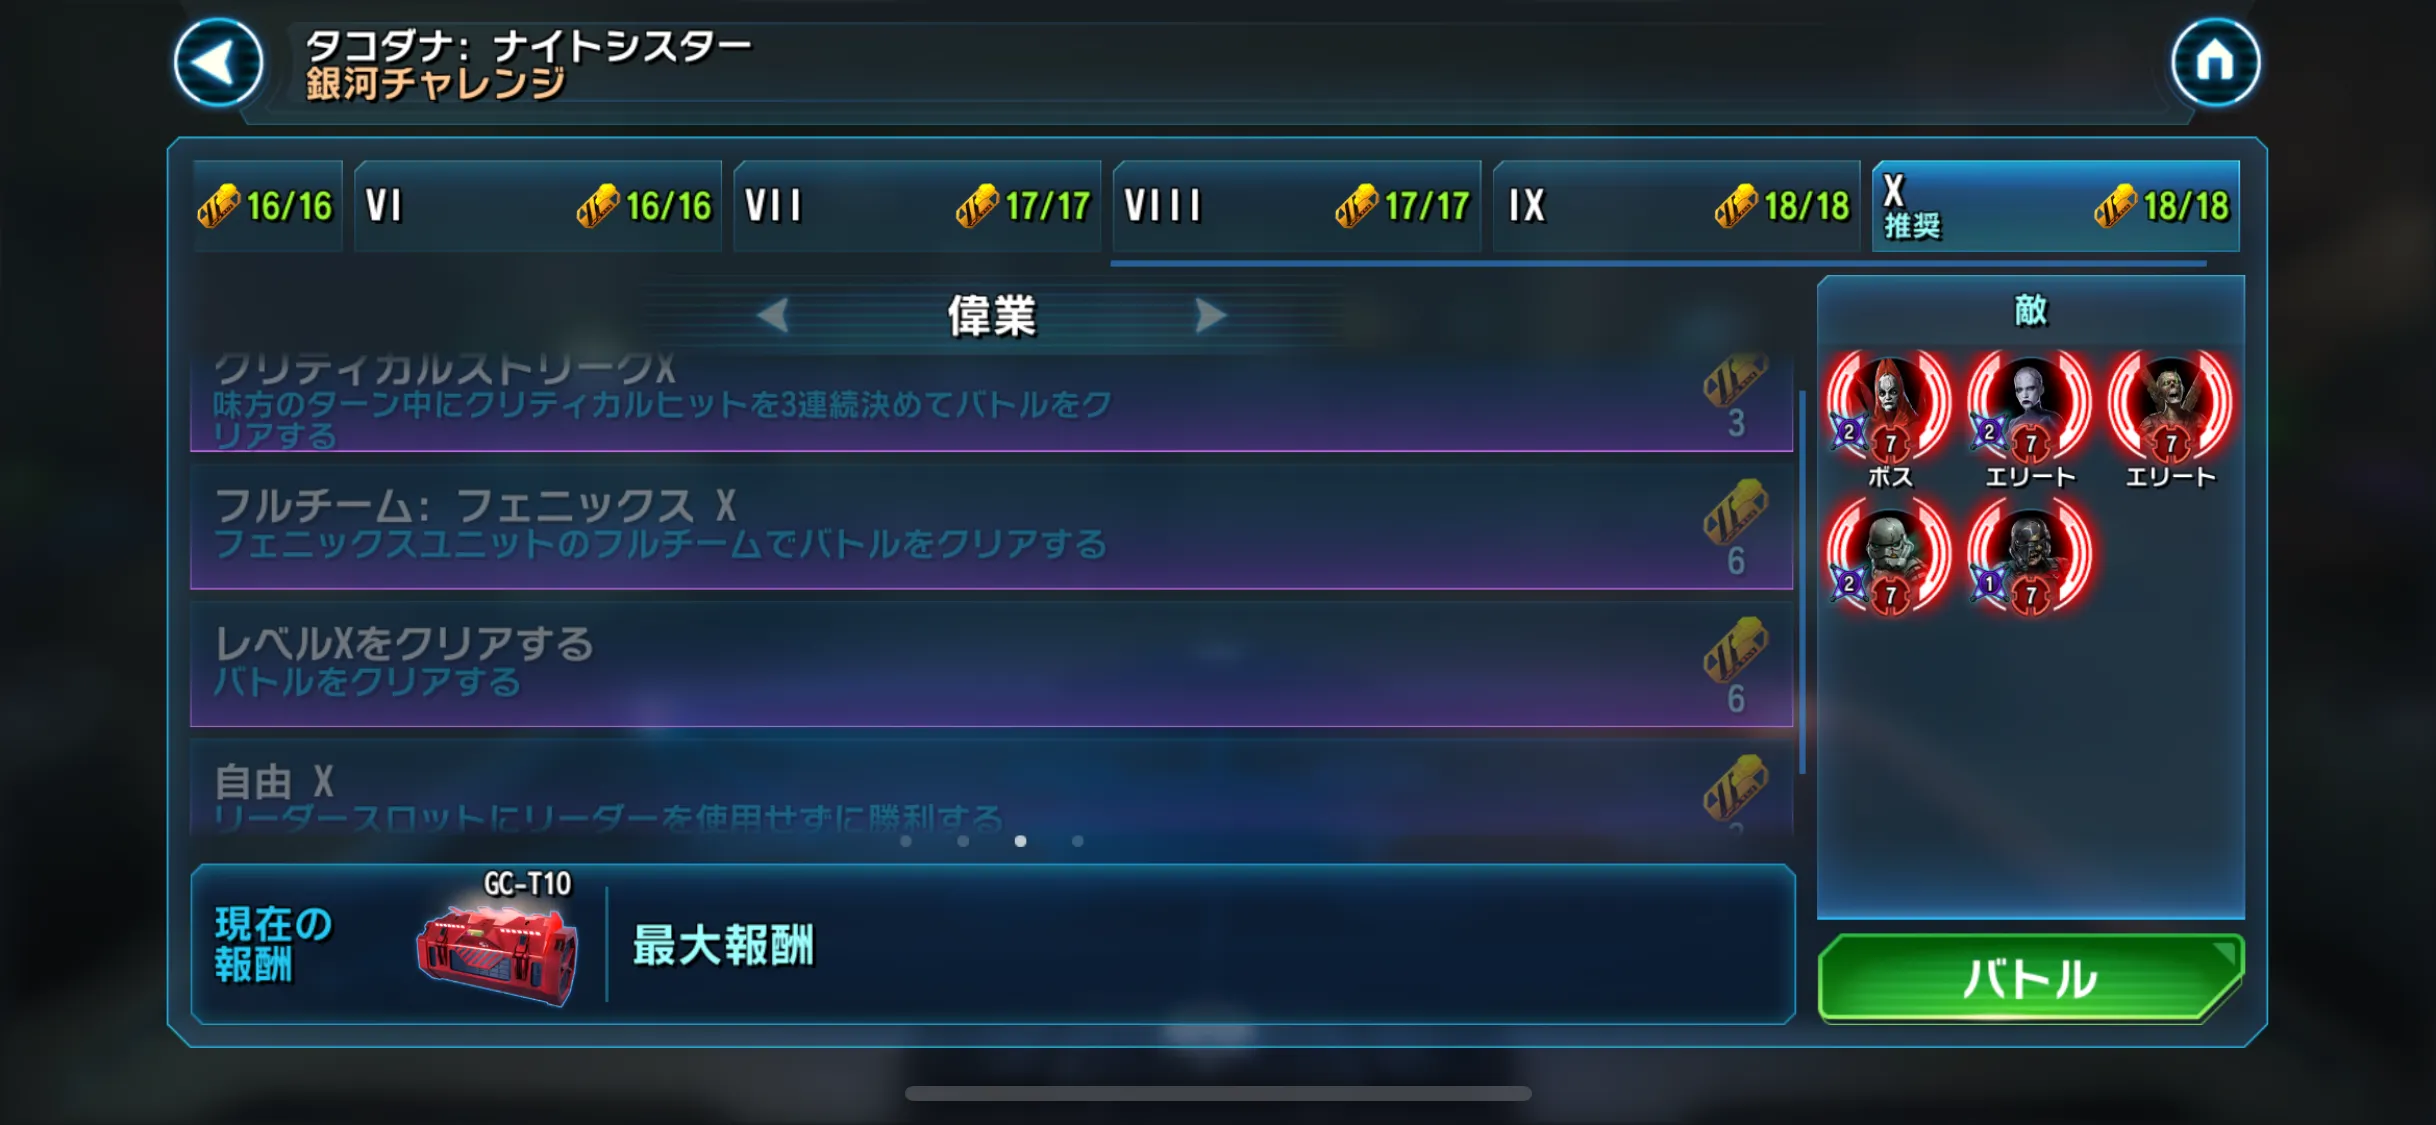 タコダナ: ナイトシスター
銀河チャレンジ
16/16
VI 16/16
VII 17/17
VIII 17/17
IX 18/18
X 18/18
推奨
偉業
クリティカルストリークX
味方のターン中にクリティカルヒットを3連続決めてバトルをク
リアする
3
フルチーム: フェニックス X
フェニックスユニットのフルチームでバトルをクリアする
6
レベルXをクリアする
バトルをクリアする
6
自由 X
リーダースロットにリーダーを使用せずに勝利する
敵
2 7 2 7 7
ボス エリート エリート
2 7 1 7
現在の
報酬
GC-T10
最大報酬
バトル